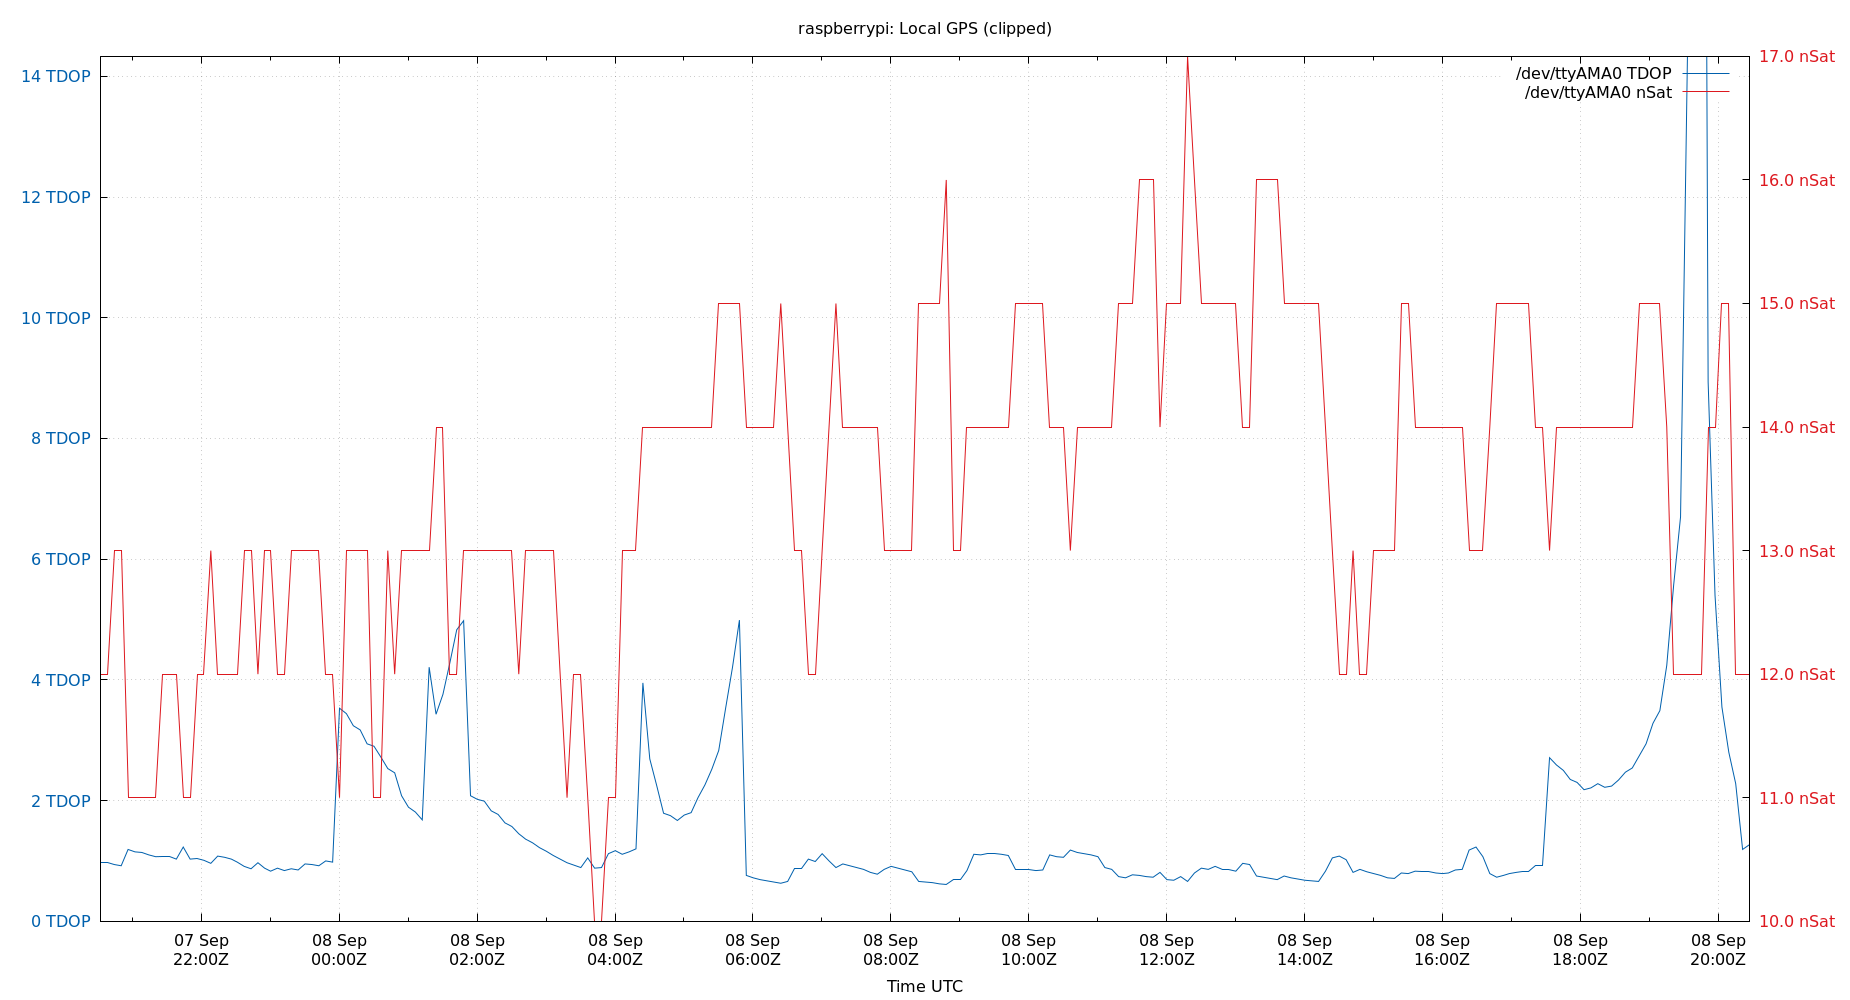 raspberrypi: Local GPS (clipped)
14 TDOP
12 TDOP
10 TDOP
8 TDOP
6 TDOP
4 TDOP
2 TDOP
0 TDOP
/dev/ttyAMA0 TDOP
/dev/ttyAMA0 nSat
17.0 nSat
16.0 nSat
15.0 nSat
14.0 nSat
13.0 nSat
12.0 nSat
11.0 nSat
10.0 nSat
07 Sep
22:00Z
08 Sep
00:00Z
08 Sep
02:00Z
08 Sep
04:00Z
08 Sep
06:00Z
08 Sep
08:00Z
08 Sep
10:00Z
08 Sep
12:00Z
08 Sep
14:00Z
08 Sep
16:00Z
08 Sep
18:00Z
08 Sep
20:00Z
Time UTC